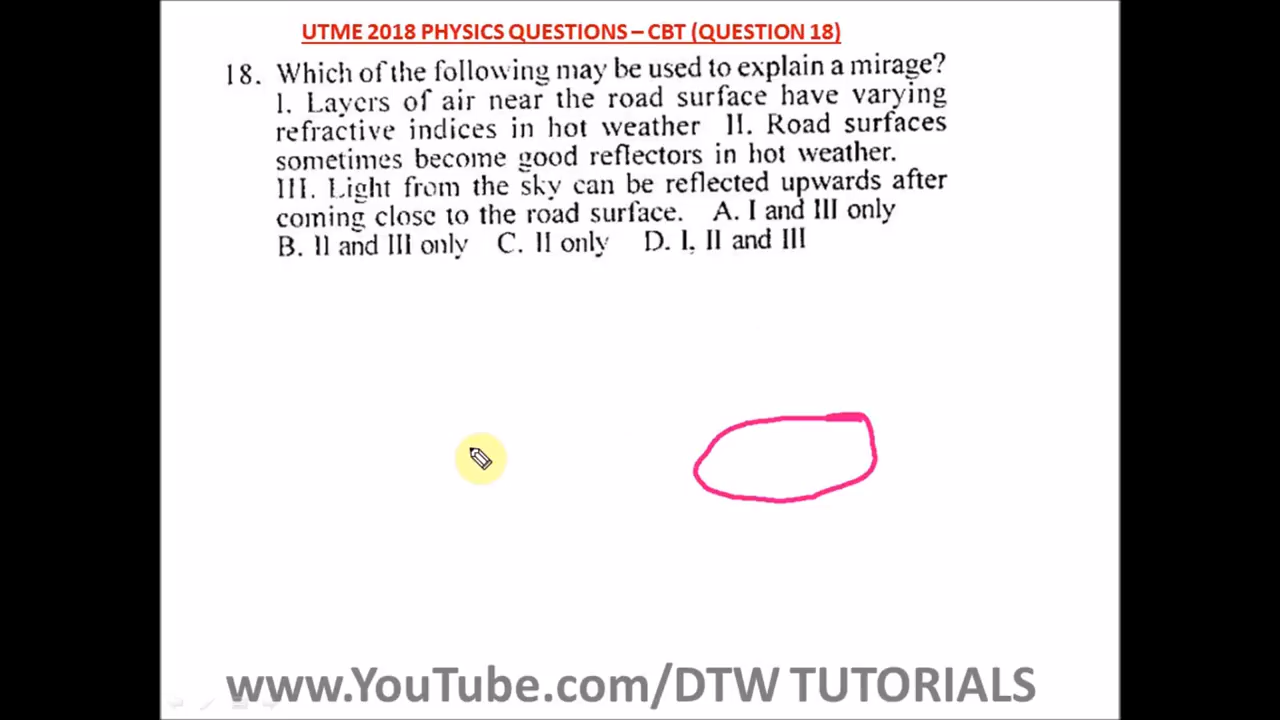 UTME 2018 PHYSICS QUESTIONS – CBT (QUESTION 18)
18. Which of the following may be used to explain a mirage?
I. Layers of air near the road surface have varying
refractive indices in hot weather II. Road surfaces
sometimes become good reflectors in hot weather.
III. Light from the sky can be reflected upwards after
coming close to the road surface. A. I and III only
B. II and III only C. II only D. I, II and III
www.YouTube.com/DTW TUTORIALS